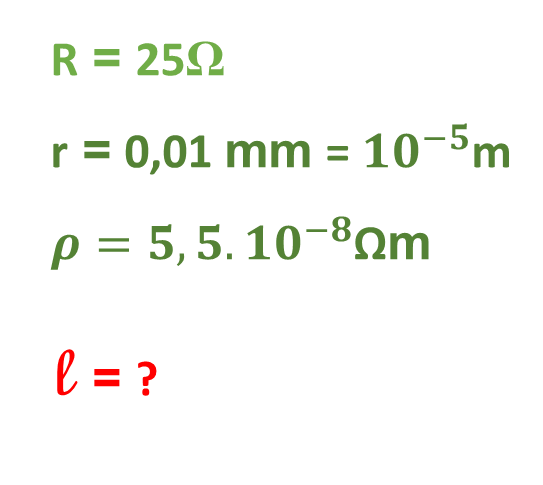 R = 25Ω
r = 0,01 mm = 10⁻⁵m
ρ = 5,5.10⁻⁸Ωm
ℓ = ?